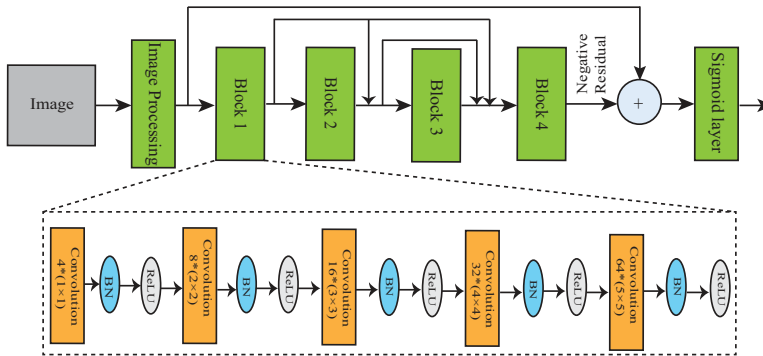 Image
Image Processing
Block 1
Block 2
Block 3
Block 4
Negative
Residual
+
Sigmoid layer
Convolution
4*(1×1)
BN
ReLU
Convolution
8*(2×2)
BN
ReLU
Convolution
16*(3×3)
BN
ReLU
Convolution
32*(4×4)
BN
ReLU
Convolution
64*(5×5)
BN
ReLU